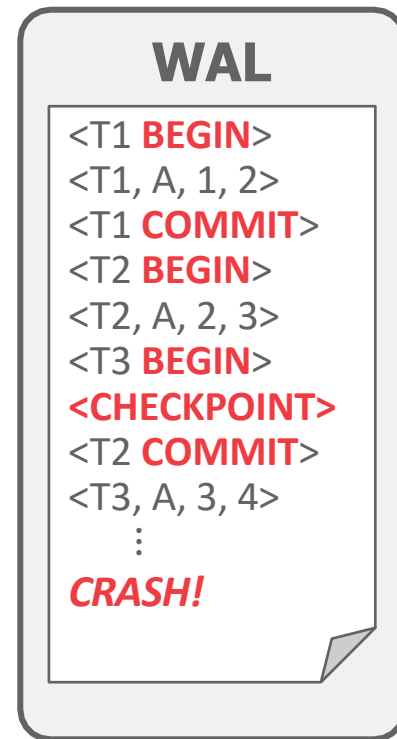 WAL
<T1 BEGIN>
<T1, A, 1, 2>
<T1 COMMIT>
<T2 BEGIN>
<T2, A, 2, 3>
<T3 BEGIN>
<CHECKPOINT>
<T2 COMMIT>
<T3, A, 3, 4>
⋮
CRASH!